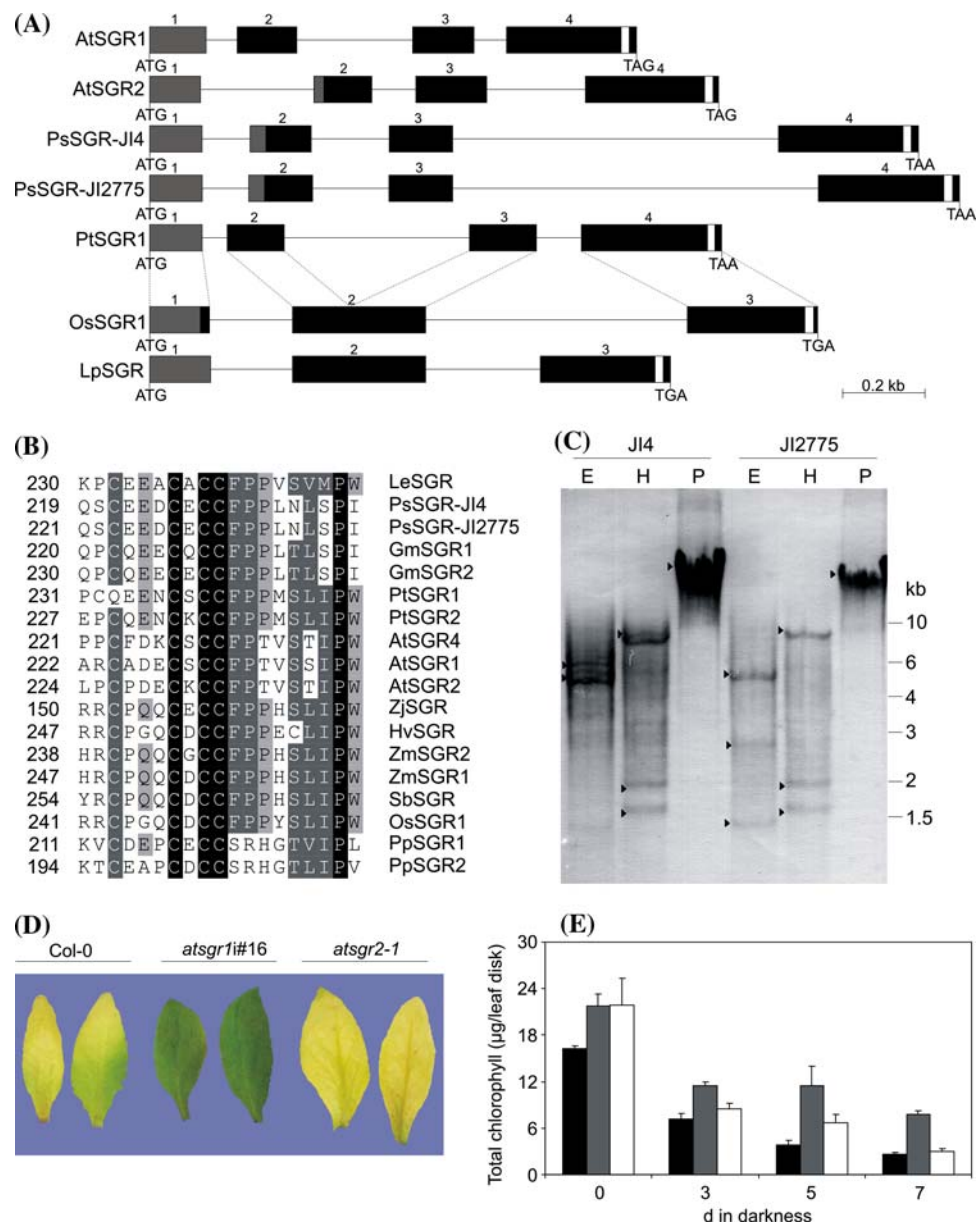 (A)
1 2 3 4
AtSGR1
ATG TAG
1 2 3 4
AtSGR2
ATG TAG
1 2 3 4
PsSGR-JI4
ATG TAA
1 2 3 4
PsSGR-JI2775
ATG TAA
1 2 3 4
PtSGR1
ATG TAA
1 2 3
OsSGR1
ATG TGA
1 2 3
LpSGR
ATG TGA
0.2 kb
(B)
230 KPCEEACACCFPPVSVMPW LeSGR
219 QSCEEDCECCFPPLNLSPI PsSGR-JI4
221 QSCEEDCECCFPPLNLSPI PsSGR-JI2775
220 QPCQEECQCCFPPLTLSPI GmSGR1
230 QPCQEECECCFPPLTLSPI GmSGR2
231 PCQEENCSCCFPPMSLIPW PtSGR1
227 EPCQENCKCCFPPMSLIPW PtSGR2
221 PPCFDKCSCCFPTVSTIPW AtSGR4
222 ARCADECSCCFPTVSSIPW AtSGR1
224 LPCPDECKCCFPTVSTIPW AtSGR2
150 RRCPQQCECCFPPHSLIPW ZjSGR
247 RRCPGQCDCCFPPECLIPW HvSGR
238 HRCPQQCGCCFPPHSLIPW ZmSGR2
247 HRCPQQCDCCFPPHSLIPW ZmSGR1
254 YRCPQQCDCCFPPHSLIPW SbSGR
241 RRCPGQCDCCFPPYSLIPW OsSGR1
211 KVCDEPCECCSRHGTVIPL PpSGR1
194 KTCEAPCDCCSRHGTLIPV PpSGR2
(C)
JI4 JI2775
E H P E H P
kb
10
6
4
3
2
1.5
(D)
Col-0 atsgr1i#16 atsgr2-1
(E)
Total chlorophyll (µg/leaf disk)
30
24
18
12
6
0
0 3 5 7
d in darkness